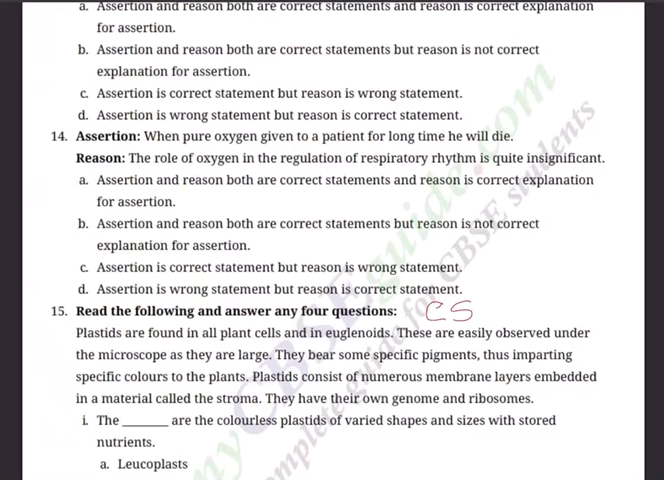 a. Assertion and reason both are correct statements and reason is correct explanation
for assertion.
b. Assertion and reason both are correct statements but reason is not correct
explanation for assertion.
c. Assertion is correct statement but reason is wrong statement.
d. Assertion is wrong statement but reason is correct statement.
14. Assertion: When pure oxygen given to a patient for long time he will die.
Reason: The role of oxygen in the regulation of respiratory rhythm is quite insignificant.
a. Assertion and reason both are correct statements and reason is correct explanation
for assertion.
b. Assertion and reason both are correct statements but reason is not correct
explanation for assertion.
c. Assertion is correct statement but reason is wrong statement.
d. Assertion is wrong statement but reason is correct statement.
15. Read the following and answer any four questions: CS
Plastids are found in all plant cells and in euglenoids. These are easily observed under
the microscope as they are large. They bear some specific pigments, thus imparting
specific colours to the plants. Plastids consist of numerous membrane layers embedded
in a material called the stroma. They have their own genome and ribosomes.
i. The _______ are the colourless plastids of varied shapes and sizes with stored
nutrients.
a. Leucoplasts
myCBSEguide.com
complete guide for CBSE students